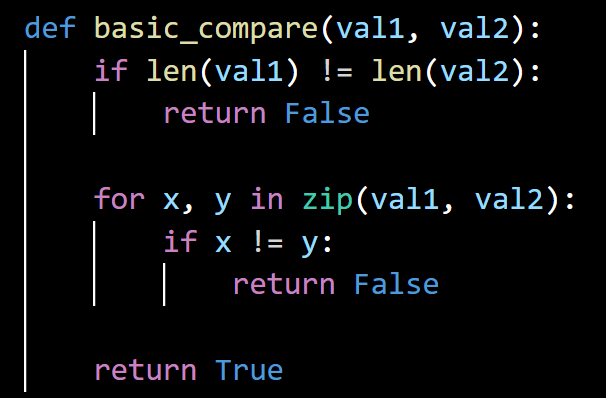 def basic_compare(val1, val2):
    if len(val1) != len(val2):
        return False
    for x, y in zip(val1, val2):
        if x != y:
            return False
    return True